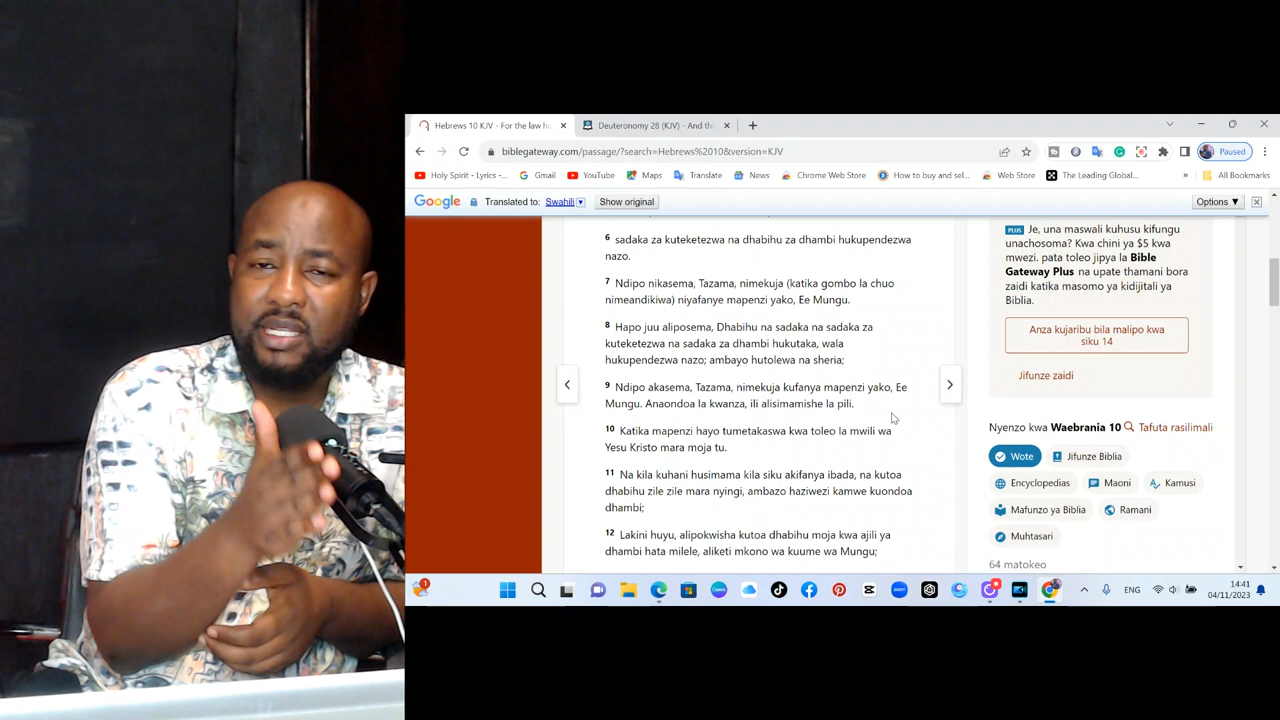 Hebrews 10 KJV - For the law ha
Deuteronomy 28 (KJV) - And the
biblegateway.com/passage/?search=Hebrews%2010&version=KJV
Paused
Holy Spirit - Lyrics -...
Gmail
YouTube
Maps
Translate
News
Chrome Web Store
How to buy and sel...
Web Store
The Leading Global...
»
All Bookmarks
Google
Translated to: Swahili
Show original
Options ▼
6 sadaka za kuteketezwa na dhabihu za dhambi hukupendezwa
nazo.
7 Ndipo nikasema, Tazama, nimekuja (katika gombo la chuo
nimeandikiwa) niyafanye mapenzi yako, Ee Mungu.
8 Hapo juu aliposema, Dhabihu na sadaka na sadaka za
kuteketezwa na sadaka za dhambi hukutaka, wala
hukupendezwa nazo; ambayo hutolewa na sheria;
9 Ndipo akasema, Tazama, nimekuja kufanya mapenzi yako, Ee
Mungu. Anaondoa la kwanza, ili alisimamishe la pili.
10 Katika mapenzi hayo tumetakaswa kwa toleo la mwili wa
Yesu Kristo mara moja tu.
11 Na kila kuhani husimama kila siku akifanya ibada, na kutoa
dhabihu zile zile mara nyingi, ambazo haziwezi kamwe kuondoa
dhambi;
12 Lakini huyu, alipokwisha kutoa dhabihu moja kwa ajili ya
dhambi hata milele, aliketi mkono wa kuume wa Mungu;
PLUS Je, una maswali kuhusu kifungu
unachosoma? Kwa chini ya $5 kwa
mwezi. pata toleo jipya la Bible
Gateway Plus na upate thamani bora
zaidi katika masomo ya kidijitali ya
Biblia.
Anza kujaribu bila malipo kwa
siku 14
Jifunze zaidi
Nyenzo kwa Waebrania 10
Tafuta rasilimali
Wote
Jifunze Biblia
Encyclopedias
Maoni
Kamusi
Mafunzo ya Biblia
Ramani
Muhtasari
64 matokeo
1
zoom
ENG
14:41
04/11/2023